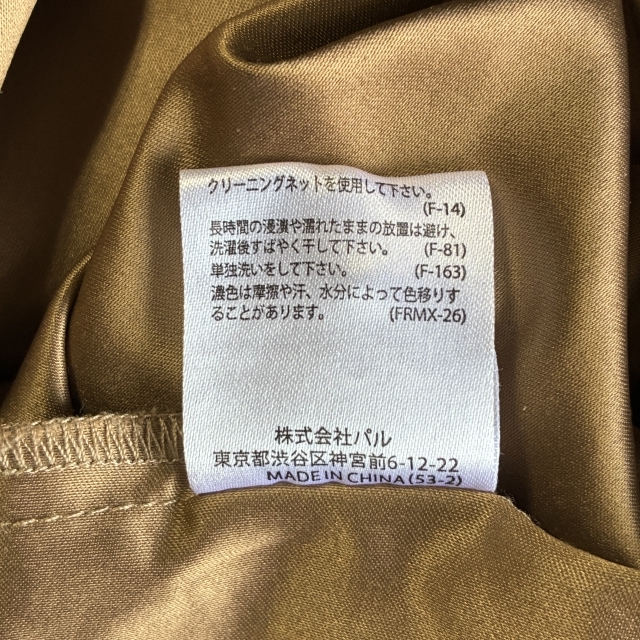 クリーニングネットを使用して下さい。
(F-14)
長時間の浸漬や濡れたままの放置は避け、
洗濯後すばやく干して下さい。 (F-81)
単独洗いをして下さい。 (F-163)
濃色は摩擦や汗、水分によって色移りす
ることがあります。 (FRMX-26)
株式会社パル
東京都渋谷区神宮前6-12-22
MADE IN CHINA (53-2)